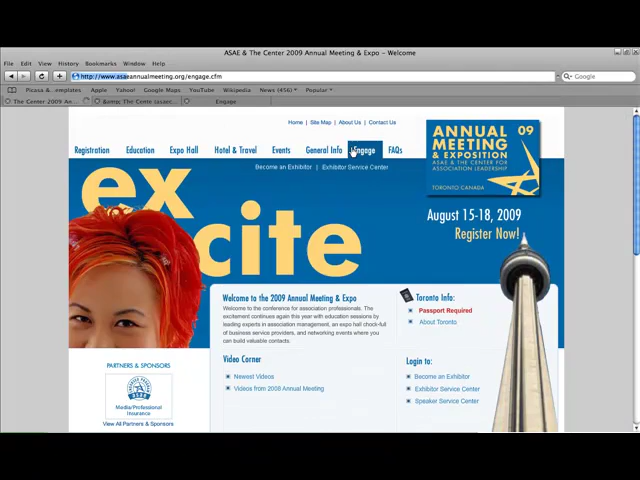 ASAE & The Center 2009 Annual Meeting & Expo - Welcome
File Edit View History Bookmarks Window Help
http://www.asaeannualmeeting.org/engage.cfm
Google
Apple Yahoo! Google Maps YouTube Wikipedia News (456) Popular
The Center 2009 An... Engage
Home | Site Map | About Us | Contact Us
Registration Education Expo Hall Hotel & Travel Events General Info Engage FAQs
Become an Exhibitor | Exhibitor Service Center
ANNUAL 09
MEETING
& EXPOSITION
ASAE & THE CENTER FOR
ASSOCIATION LEADERSHIP
TORONTO CANADA
ex
cite
August 15-18, 2009
Register Now!
Welcome to the 2009 Annual Meeting & Expo
Welcome to the conference for association professionals. The
excitement continues again this year with education sessions by
leading experts in association management, an expo hall chock-full
of business service providers, and networking events where you
can build valuable contacts.
Toronto Info:
Passport Required
About Toronto
Video Corner
Newest Videos
Videos from 2008 Annual Meeting
Login to:
Become an Exhibitor
Exhibitor Service Center
Speaker Service Center
PARTNERS & SPONSORS
ASAE
Media/Professional
Insurance
View All Partners & Sponsors